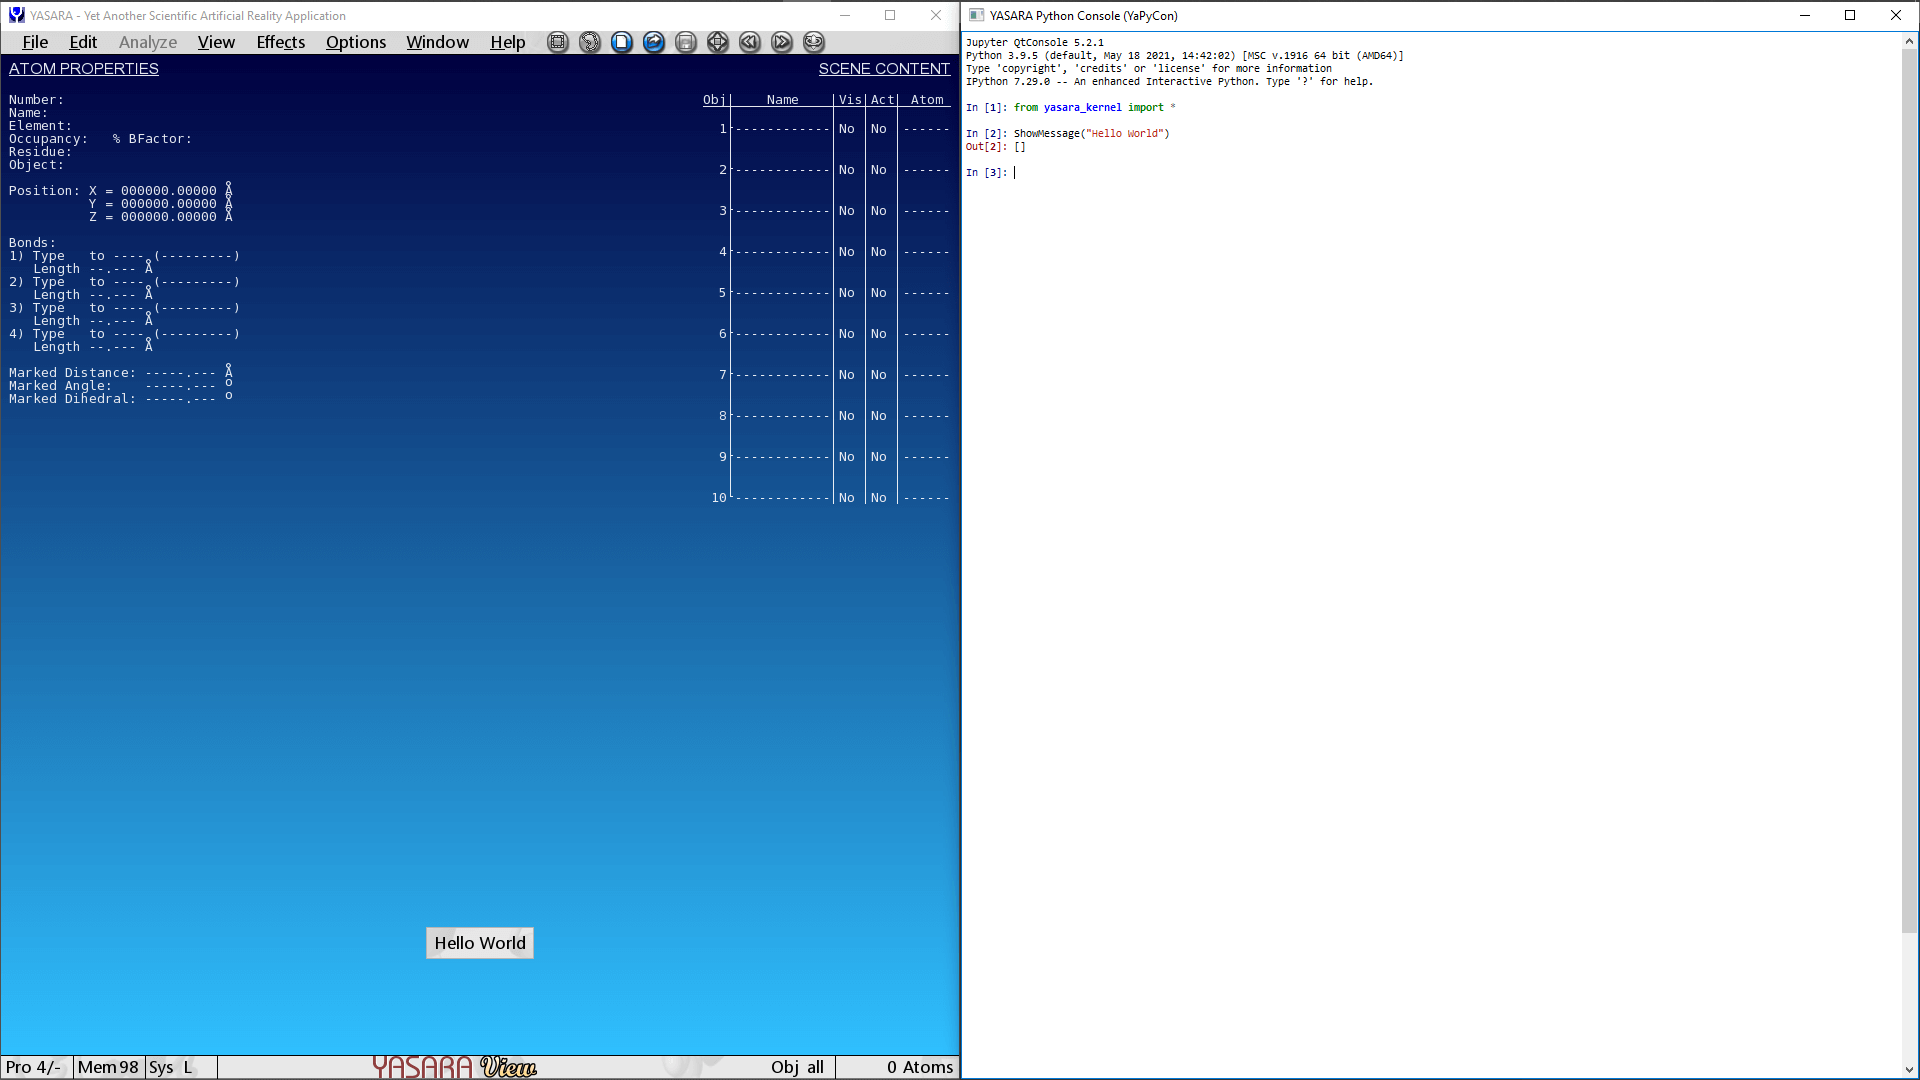 YASARA - Yet Another Scientific Artificial Reality Application
File Edit Analyze View Effects Options Window Help
ATOM PROPERTIES
Number:
Name:
Element:
Occupancy:   % BFactor:
Residue:
Object:
Position: X = 000000.00000 Å
Y = 000000.00000 Å
Z = 000000.00000 Å
Bonds:
1) Type   to ---- (---------)
Length --.--- Å
2) Type   to ---- (---------)
Length --.--- Å
3) Type   to ---- (---------)
Length --.--- Å
4) Type   to ---- (---------)
Length --.--- Å
Marked Distance: -----.--- Å
Marked Angle:    -----.--- °
Marked Dihedral: -----.--- °
SCENE CONTENT
Obj Name Vis Act Atom
1 ------------ No No ------
2 ------------ No No ------
3 ------------ No No ------
4 ------------ No No ------
5 ------------ No No ------
6 ------------ No No ------
7 ------------ No No ------
8 ------------ No No ------
9 ------------ No No ------
10 ------------ No No ------
Hello World
Pro 4/- Mem 98 Sys L YASARA View Obj all 0 Atoms
YASARA Python Console (YaPyCon)
Jupyter QtConsole 5.2.1
Python 3.9.5 (default, May 18 2021, 14:42:02) [MSC v.1916 64 bit (AMD64)]
Type 'copyright', 'credits' or 'license' for more information
IPython 7.29.0 -- An enhanced Interactive Python. Type '?' for help.
In [1]: from yasara_kernel import *
In [2]: ShowMessage("Hello World")
Out[2]: []
In [3]: